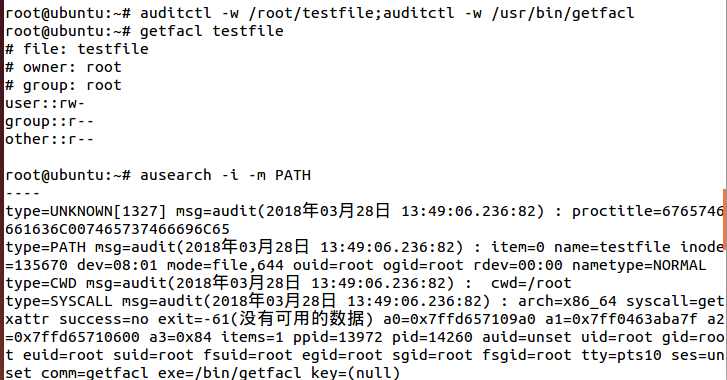 root@ubuntu:~# auditctl -w /root/testfile;auditctl -w /usr/bin/getfacl
root@ubuntu:~# getfacl testfile
# file: testfile
# owner: root
# group: root
user::rw-
group::r--
other::r--
root@ubuntu:~# ausearch -i -m PATH
----
type=UNKNOWN[1327] msg=audit(2018年03月28日 13:49:06.236:82) : proctitle=6765746
661636C007465737466696C65
type=PATH msg=audit(2018年03月28日 13:49:06.236:82) : item=0 name=testfile inode
=135670 dev=08:01 mode=file,644 ouid=root ogid=root rdev=00:00 nametype=NORMAL
type=CWD msg=audit(2018年03月28日 13:49:06.236:82) :  cwd=/root
type=SYSCALL msg=audit(2018年03月28日 13:49:06.236:82) : arch=x86_64 syscall=get
xattr success=no exit=-61(没有可用的数据) a0=0x7ffd657109a0 a1=0x7ff0463aba7f a2
=0x7ffd65710600 a3=0x84 items=1 ppid=13972 pid=14260 auid=unset uid=root gid=roo
t euid=root suid=root fsuid=root egid=root sgid=root fsgid=root tty=pts10 ses=un
set comm=getfacl exe=/bin/getfacl key=(null)